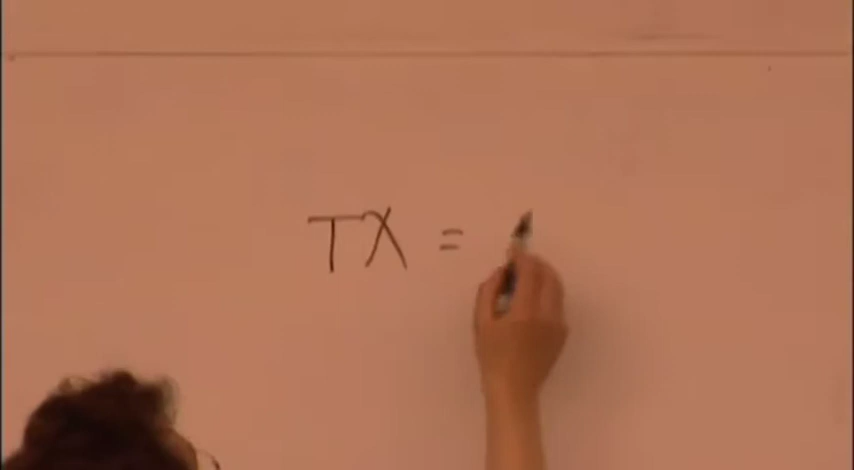 TX =